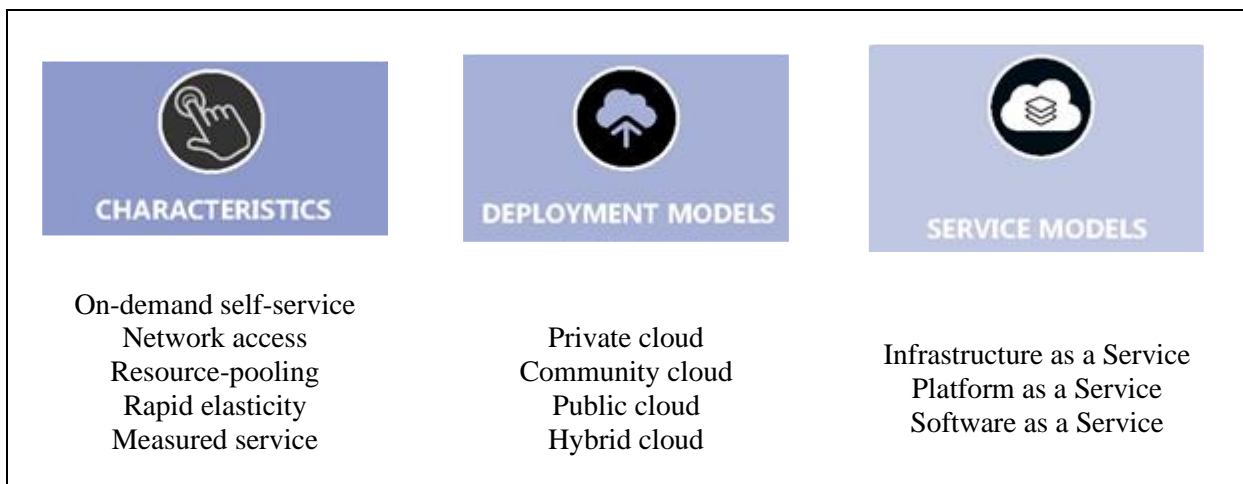 CHARACTERISTICS
On-demand self-service
Network access
Resource-pooling
Rapid elasticity
Measured service
DEPLOYMENT MODELS
Private cloud
Community cloud
Public cloud
Hybrid cloud
SERVICE MODELS
Infrastructure as a Service
Platform as a Service
Software as a Service